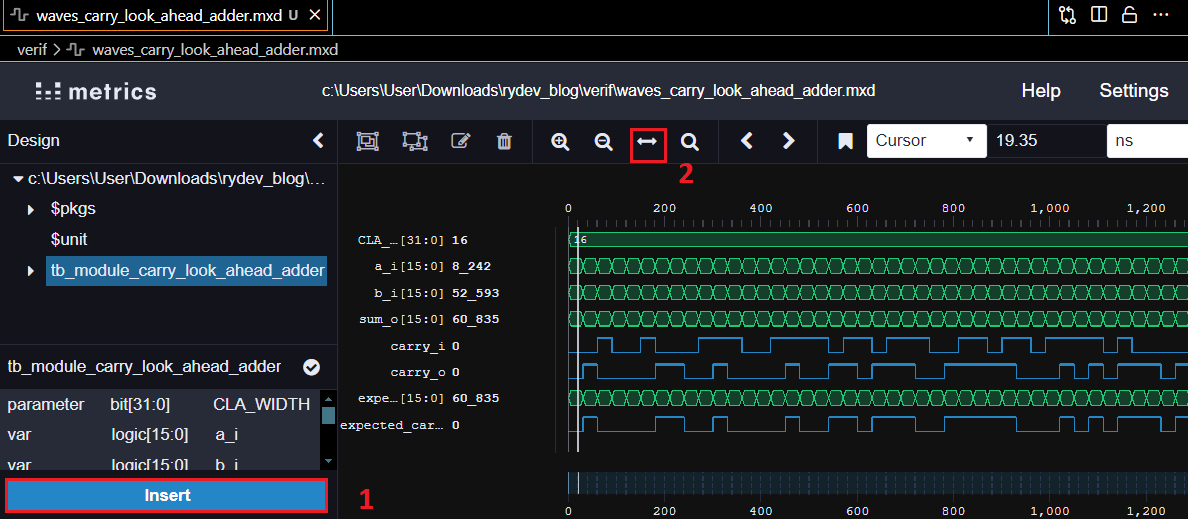 waves_carry_look_ahead_adder.mxd U
verif > waves_carry_look_ahead_adder.mxd
metrics
c:\Users\User\Downloads\rydev_blog\verif\waves_carry_look_ahead_adder.mxd
Help
Settings
Design
Cursor
19.35
ns
2
c:\Users\User\Downloads\rydev_blog\...
$pkgs
$unit
tb_module_carry_look_ahead_adder
0 200 400 600 800 1,000 1,200
CLA_...[31:0] 16
16
a_i[15:0] 8_242
b_i[15:0] 52_593
sum_o[15:0] 60_835
carry_i 0
carry_o 0
expe...[15:0] 60_835
expected_car... 0
tb_module_carry_look_ahead_adder
parameter bit[31:0] CLA_WIDTH
var logic[15:0] a_i
var logic[15:0] b_i
Insert
1
0 200 400 600 800 1,000 1,200